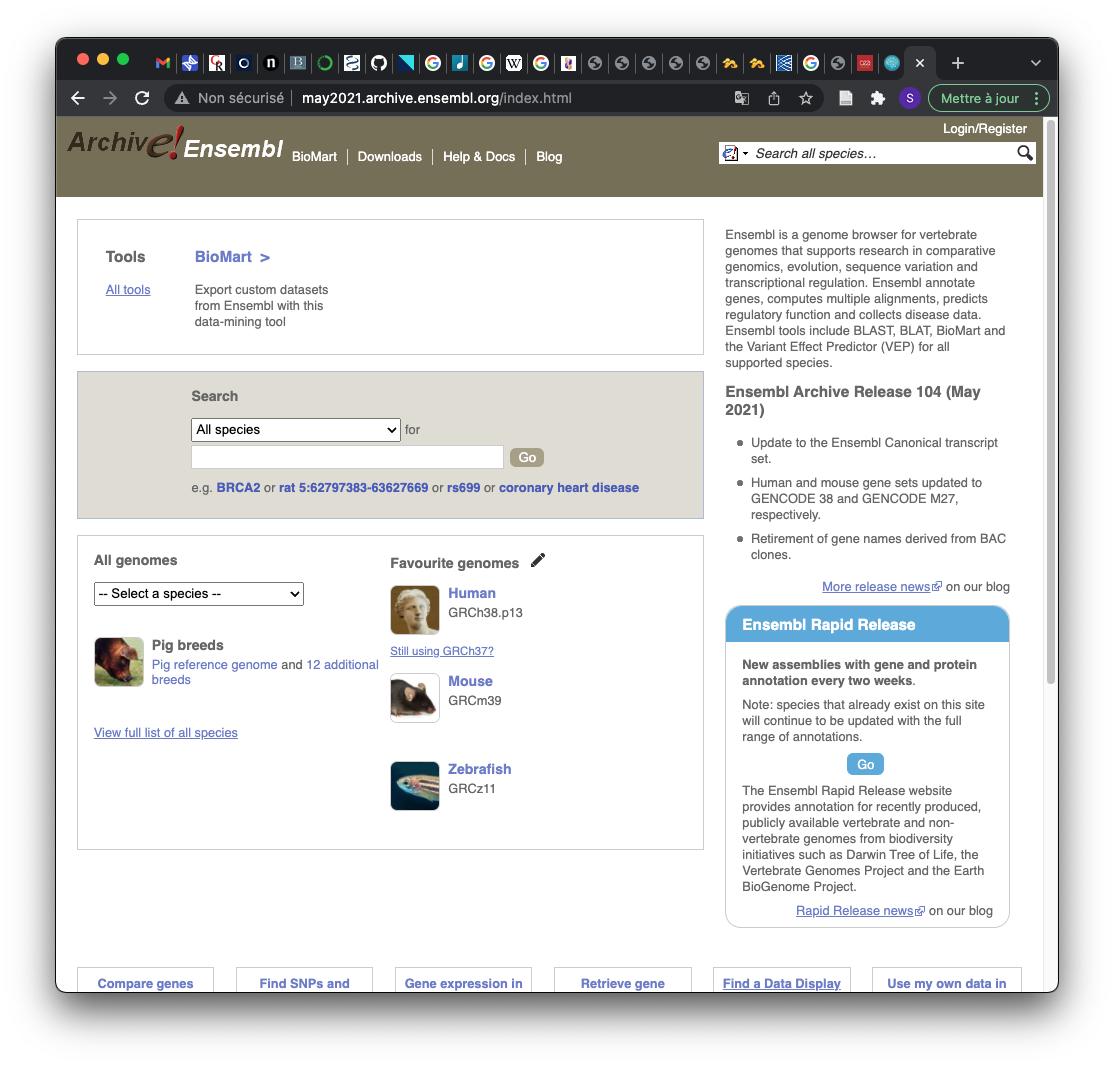 Non sécurisé
may2021.archive.ensembl.org/index.html
S
Mettre à jour
Login/Register
Archive!Ensembl
BioMart
Downloads
Help & Docs
Blog
Search all species…
Tools
BioMart >
All tools
Export custom datasets
from Ensembl with this
data-mining tool
Search
All species
for
Go
e.g. BRCA2 or rat 5:62797383-63627669 or rs699 or coronary heart disease
All genomes
-- Select a species --
Pig breeds
Pig reference genome and 12 additional
breeds
View full list of all species
Favourite genomes
Human
GRCh38.p13
Still using GRCh37?
Mouse
GRCm39
Zebrafish
GRCz11
Ensembl is a genome browser for vertebrate
genomes that supports research in comparative
genomics, evolution, sequence variation and
transcriptional regulation. Ensembl annotate
genes, computes multiple alignments, predicts
regulatory function and collects disease data.
Ensembl tools include BLAST, BLAT, BioMart and
the Variant Effect Predictor (VEP) for all
supported species.
Ensembl Archive Release 104 (May
2021)
Update to the Ensembl Canonical transcript
set.
Human and mouse gene sets updated to
GENCODE 38 and GENCODE M27,
respectively.
Retirement of gene names derived from BAC
clones.
More release news on our blog
Ensembl Rapid Release
New assemblies with gene and protein
annotation every two weeks.
Note: species that already exist on this site
will continue to be updated with the full
range of annotations.
Go
The Ensembl Rapid Release website
provides annotation for recently produced,
publicly available vertebrate and non-
vertebrate genomes from biodiversity
initiatives such as Darwin Tree of Life, the
Vertebrate Genomes Project and the Earth
BioGenome Project.
Rapid Release news on our blog
Compare genes
Find SNPs and
Gene expression in
Retrieve gene
Find a Data Display
Use my own data in